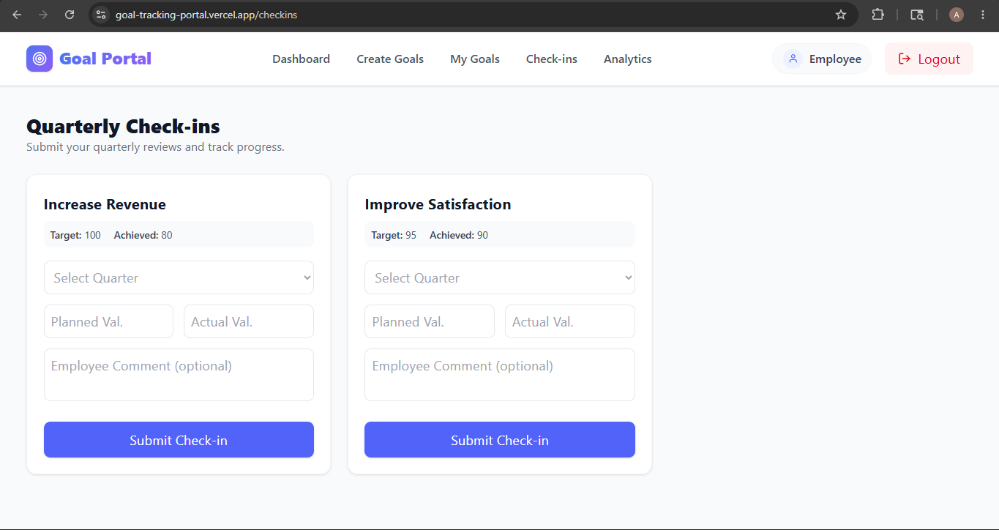 goal-tracking-portal.vercel.app/checkins
A
Goal Portal
Dashboard Create Goals My Goals Check-ins Analytics
Employee
Logout
Quarterly Check-ins
Submit your quarterly reviews and track progress.
Increase Revenue
Target: 100 Achieved: 80
Select Quarter
Planned Val. Actual Val.
Employee Comment (optional)
Submit Check-in
Improve Satisfaction
Target: 95 Achieved: 90
Select Quarter
Planned Val. Actual Val.
Employee Comment (optional)
Submit Check-in